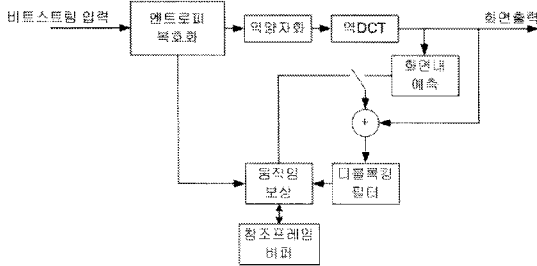 비트스트림 입력
엔트로피
복호화
역양자화
역DCT
화면출력
화면내
예측
+
움직임
보상
디블록킹
필터
참조프레임
버퍼